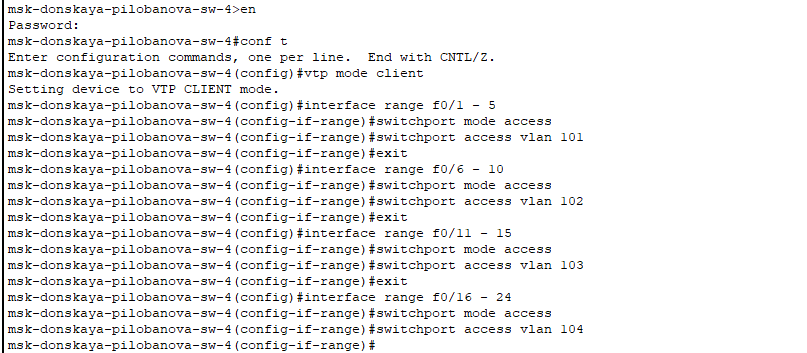 msk-donskaya-pilobanova-sw-4>en
Password:
msk-donskaya-pilobanova-sw-4#conf t
Enter configuration commands, one per line.  End with CNTL/Z.
msk-donskaya-pilobanova-sw-4(config)#vtp mode client
Setting device to VTP CLIENT mode.
msk-donskaya-pilobanova-sw-4(config)#interface range f0/1 - 5
msk-donskaya-pilobanova-sw-4(config-if-range)#switchport mode access
msk-donskaya-pilobanova-sw-4(config-if-range)#switchport access vlan 101
msk-donskaya-pilobanova-sw-4(config-if-range)#exit
msk-donskaya-pilobanova-sw-4(config)#interface range f0/6 - 10
msk-donskaya-pilobanova-sw-4(config-if-range)#switchport mode access
msk-donskaya-pilobanova-sw-4(config-if-range)#switchport access vlan 102
msk-donskaya-pilobanova-sw-4(config-if-range)#exit
msk-donskaya-pilobanova-sw-4(config)#interface range f0/11 - 15
msk-donskaya-pilobanova-sw-4(config-if-range)#switchport mode access
msk-donskaya-pilobanova-sw-4(config-if-range)#switchport access vlan 103
msk-donskaya-pilobanova-sw-4(config-if-range)#exit
msk-donskaya-pilobanova-sw-4(config)#interface range f0/16 - 24
msk-donskaya-pilobanova-sw-4(config-if-range)#switchport mode access
msk-donskaya-pilobanova-sw-4(config-if-range)#switchport access vlan 104
msk-donskaya-pilobanova-sw-4(config-if-range)#